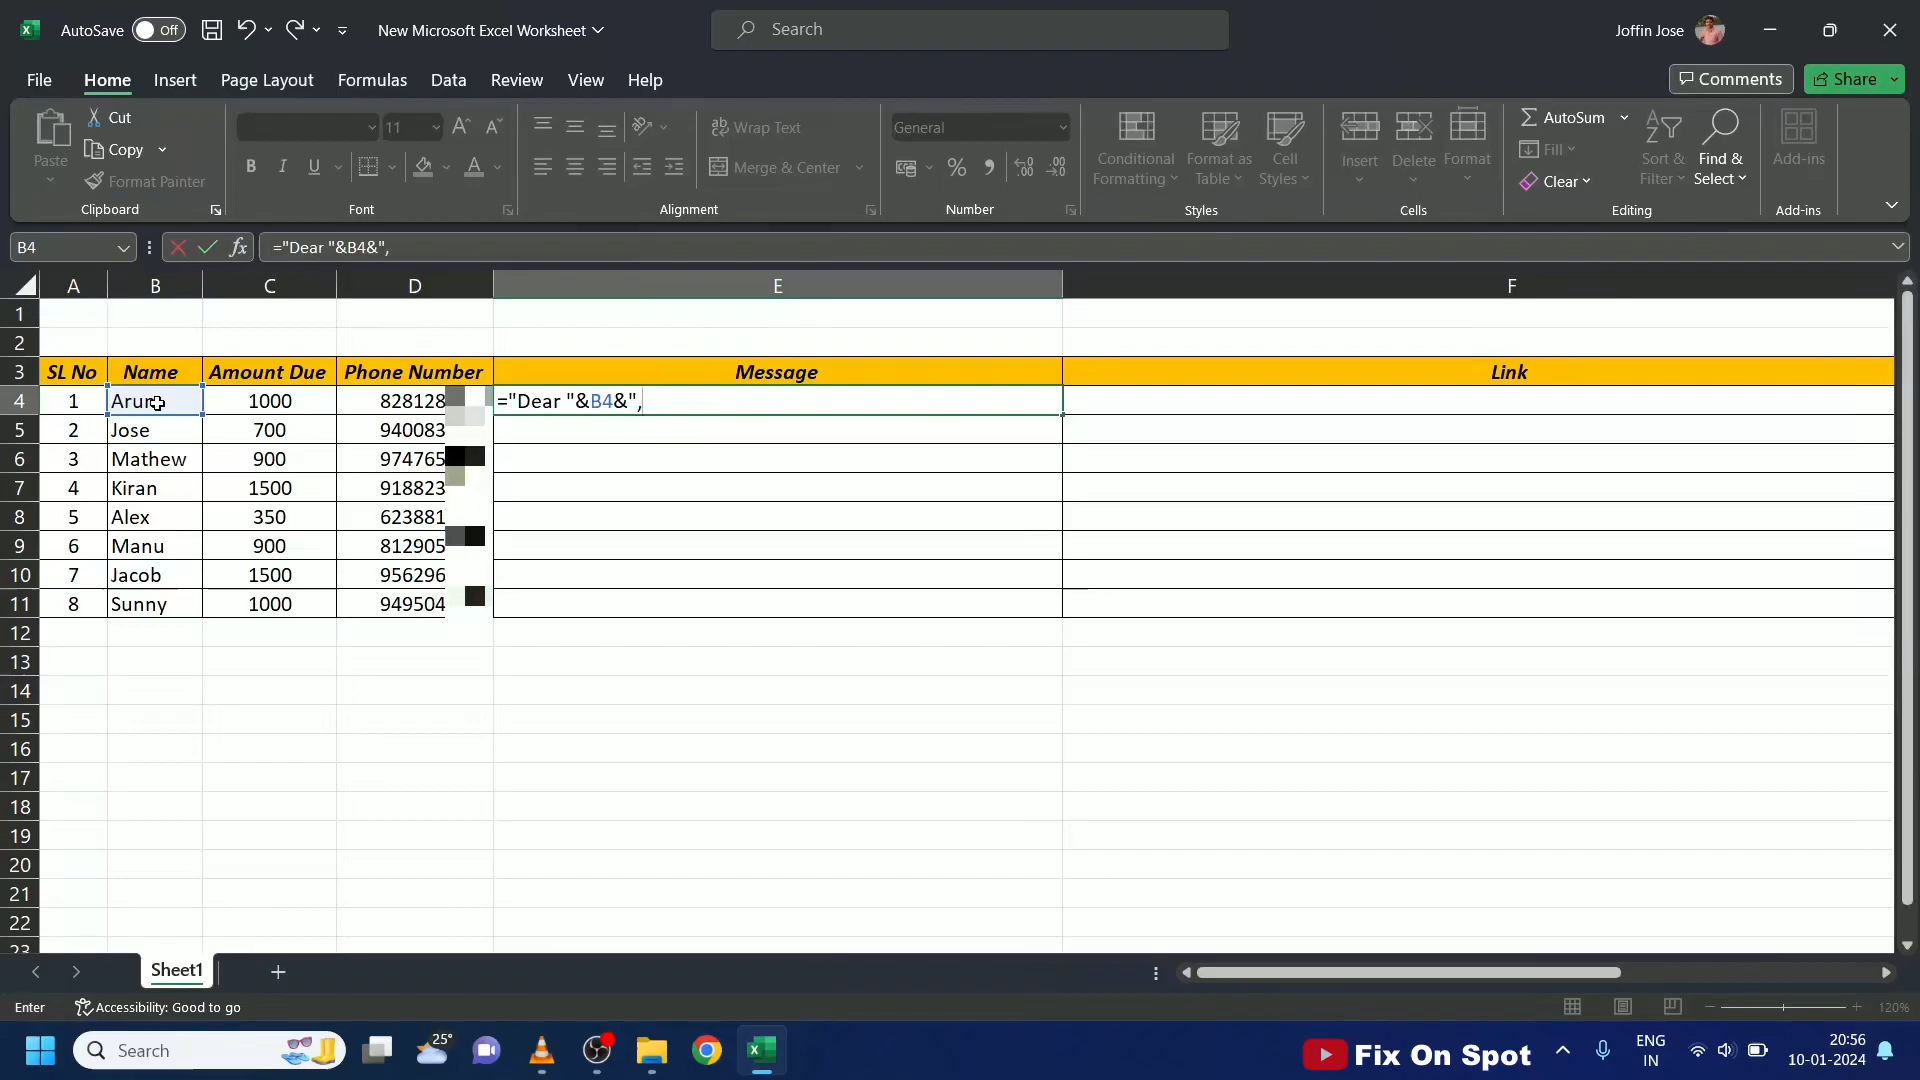 AutoSave Off New Microsoft Excel Worksheet Search Joffin Jose
File Home Insert Page Layout Formulas Data Review View Help Comments Share
Paste Cut Copy Format Painter
11
Wrap Text Merge & Center
General
Conditional Formatting Format as Table Cell Styles
Insert Delete Format
AutoSum Fill Clear Sort & Filter Find & Select
Add-ins
Clipboard Font Alignment Number Styles Cells Editing Add-ins
B4 fx ="Dear "&B4&",
A B C D E F
1
2
3 SL No Name Amount Due Phone Number Message Link
4 1 Arun 1000 828128 ="Dear "&B4&",
5 2 Jose 700 940083
6 3 Mathew 900 974765
7 4 Kiran 1500 918823
8 5 Alex 350 623881
9 6 Manu 900 812905
10 7 Jacob 1500 956296
11 8 Sunny 1000 949504
12
13
14
15
16
17
18
19
20
21
22
23
Sheet1
Enter Accessibility: Good to go 120%
Search 25° Fix On Spot ENG 20:56
IN 10-01-2024